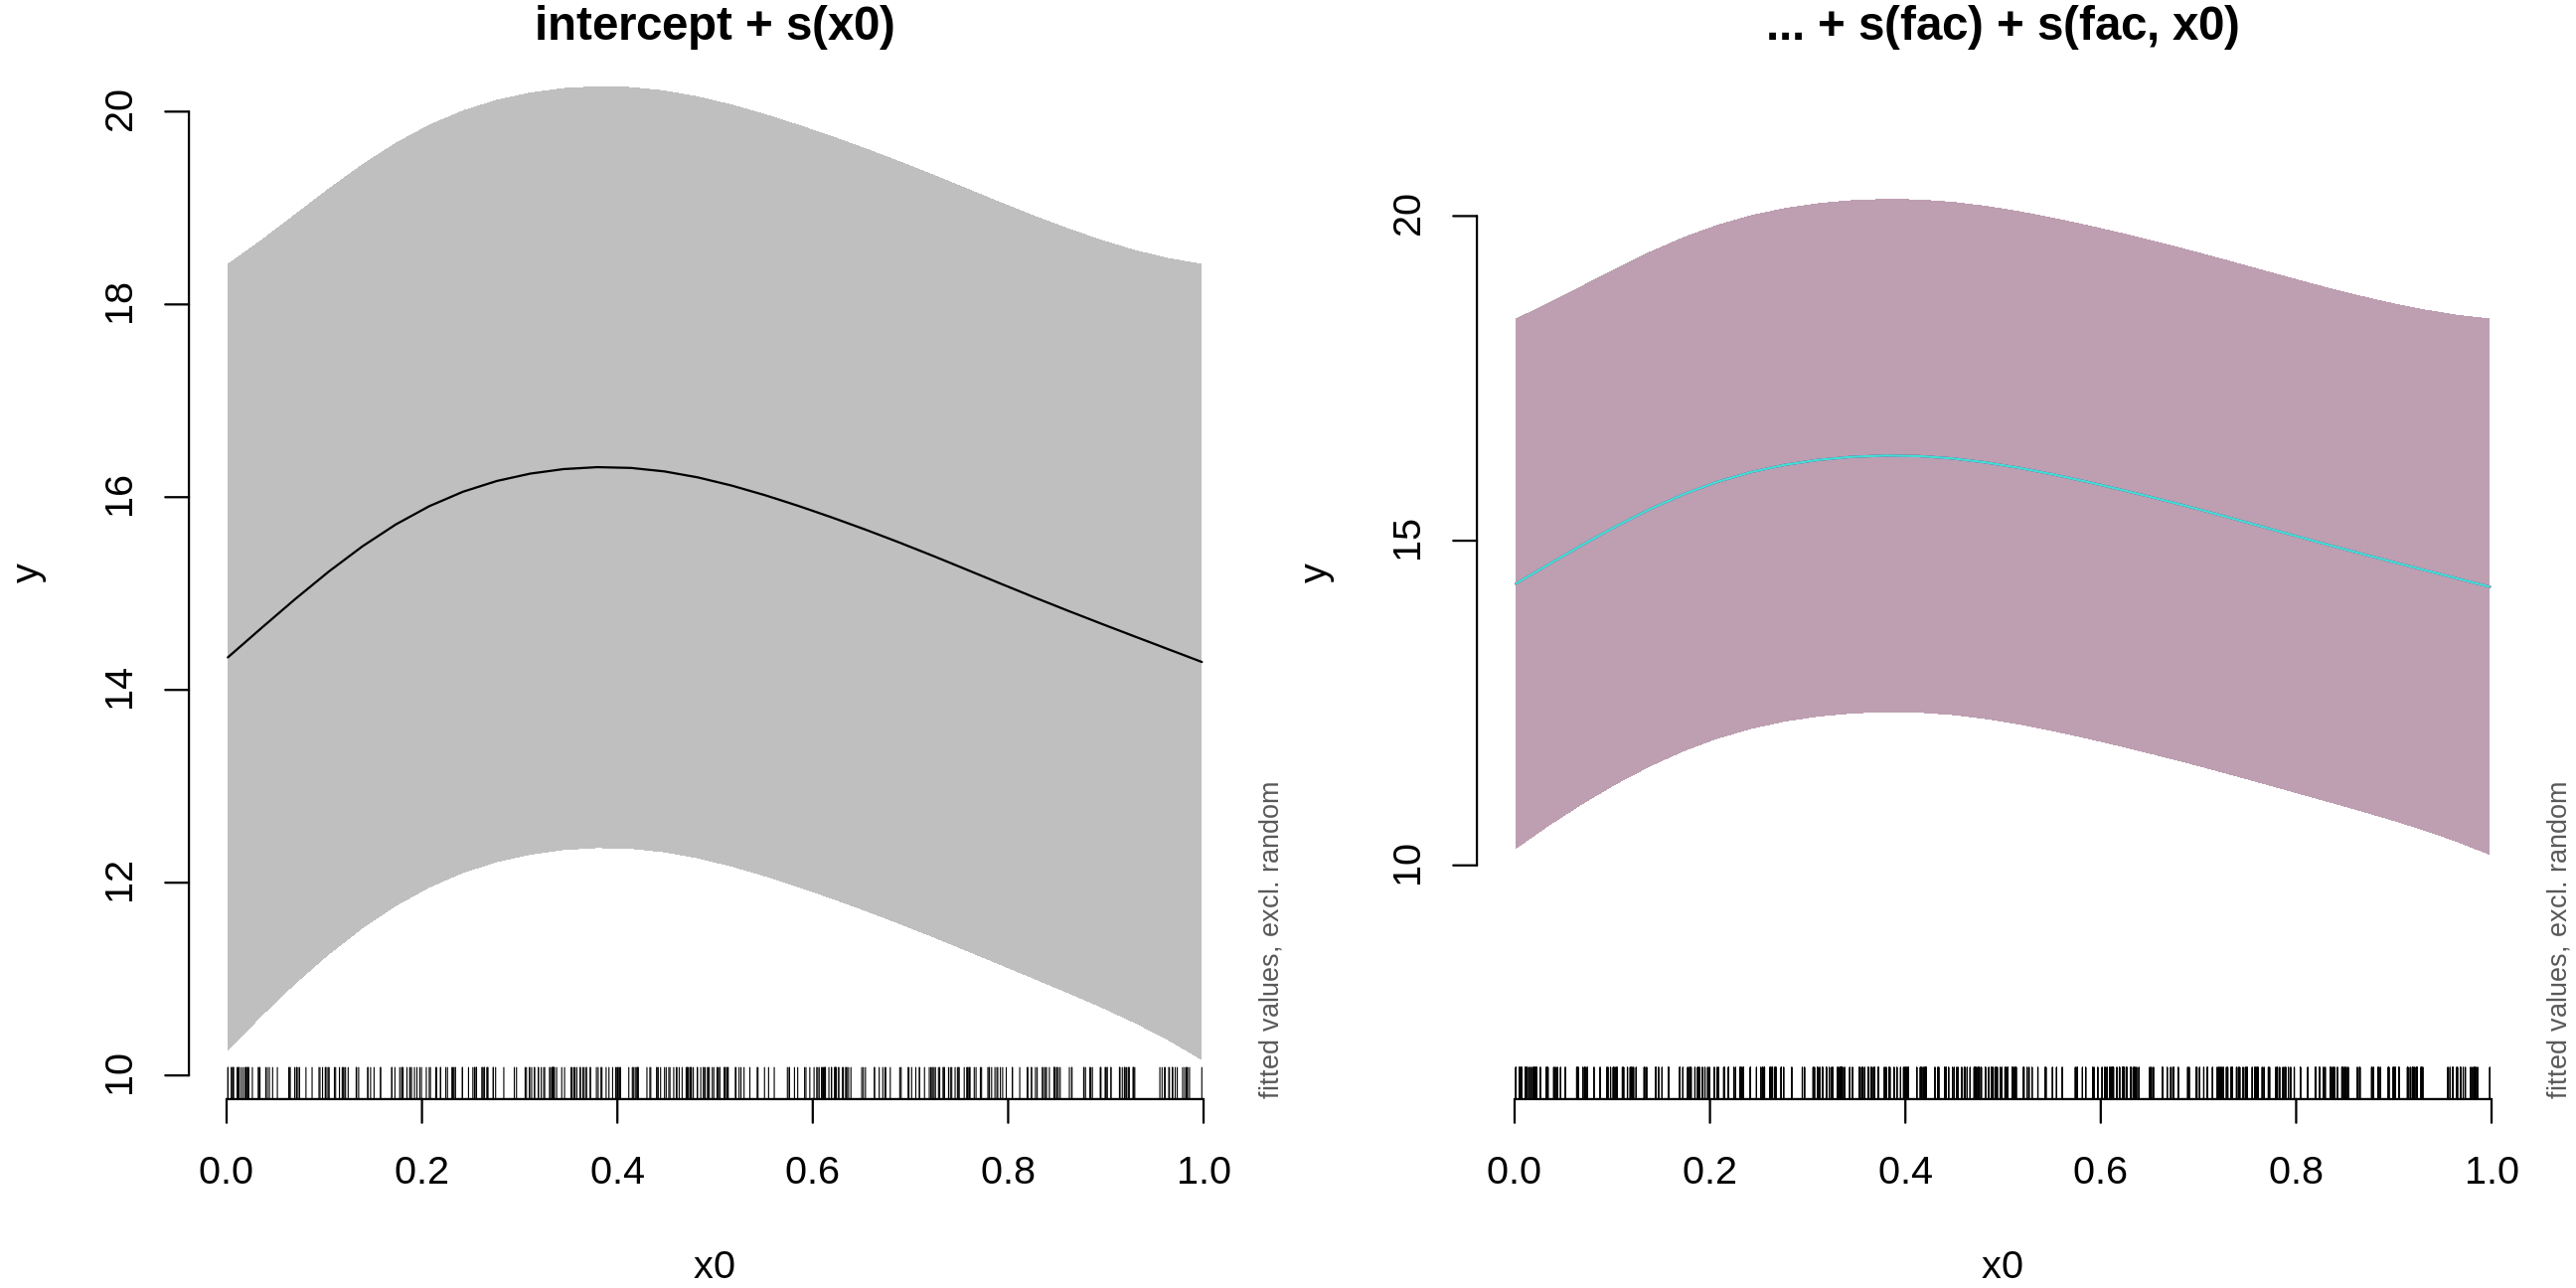 intercept + s(x0)
20
18
16
14
12
10
y
0.0 0.2 0.4 0.6 0.8 1.0
x0
fitted values, excl. random
... + s(fac) + s(fac, x0)
20
15
10
y
0.0 0.2 0.4 0.6 0.8 1.0
x0
fitted values, excl. random